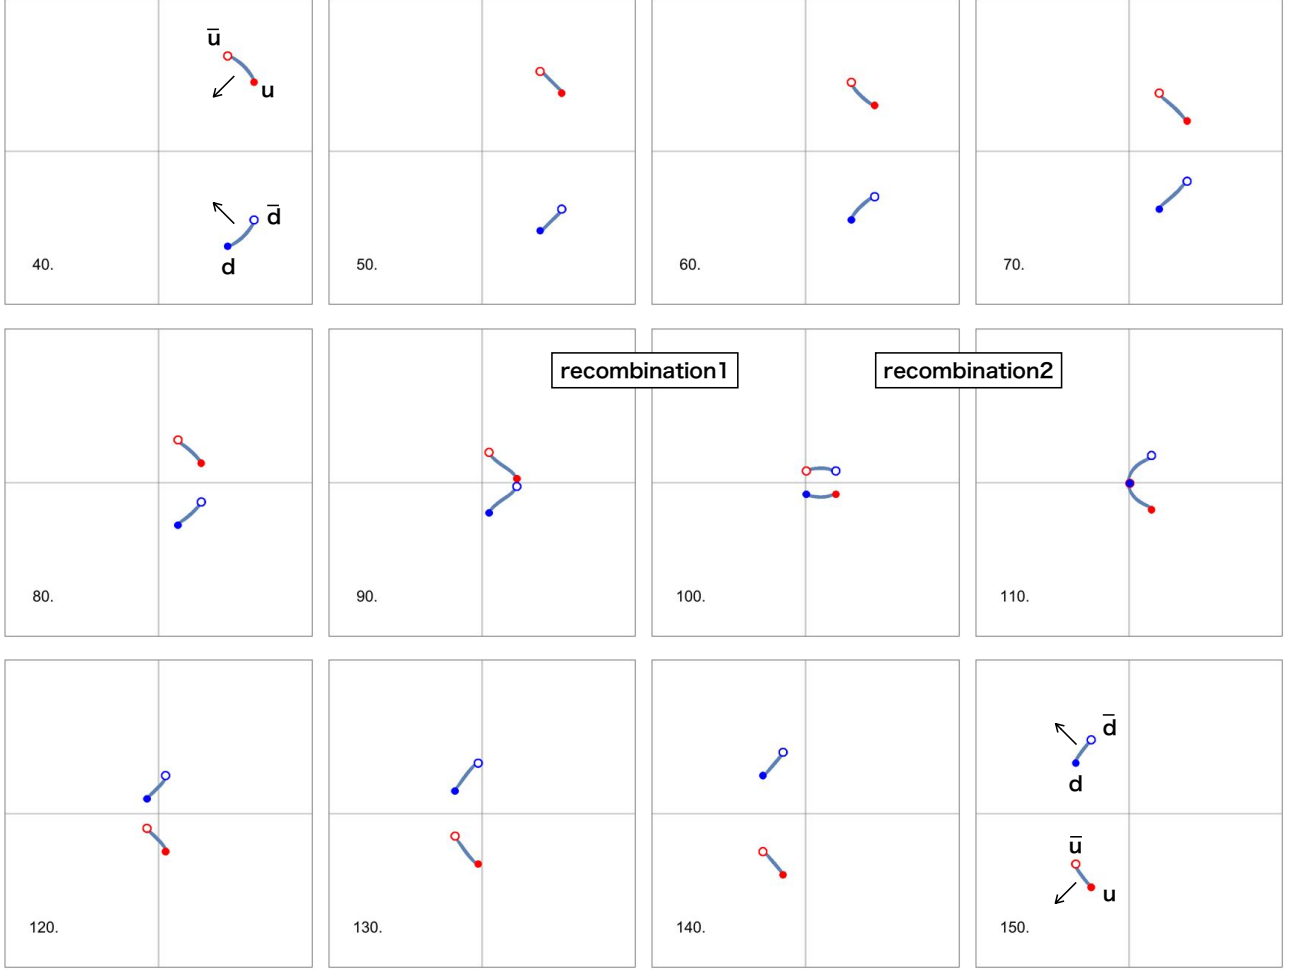 u̅
u
d̅
d
40.
50.
60.
70.
recombination1
recombination2
80.
90.
100.
110.
d̅
d
u̅
u
120.
130.
140.
150.